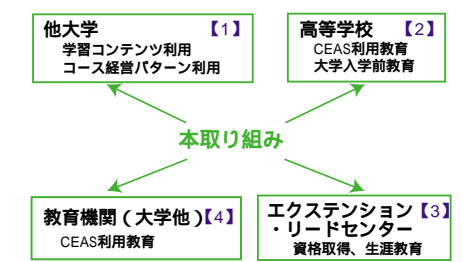 他大学 【1】
学習コンテンツ利用
コース経営パターン利用
高等学校 【2】
CEAS利用教育
大学入学前教育
本取り組み
教育機関(大学他)【4】
CEAS利用教育
エクステンション【3】
・リードセンター
資格取得、生涯教育